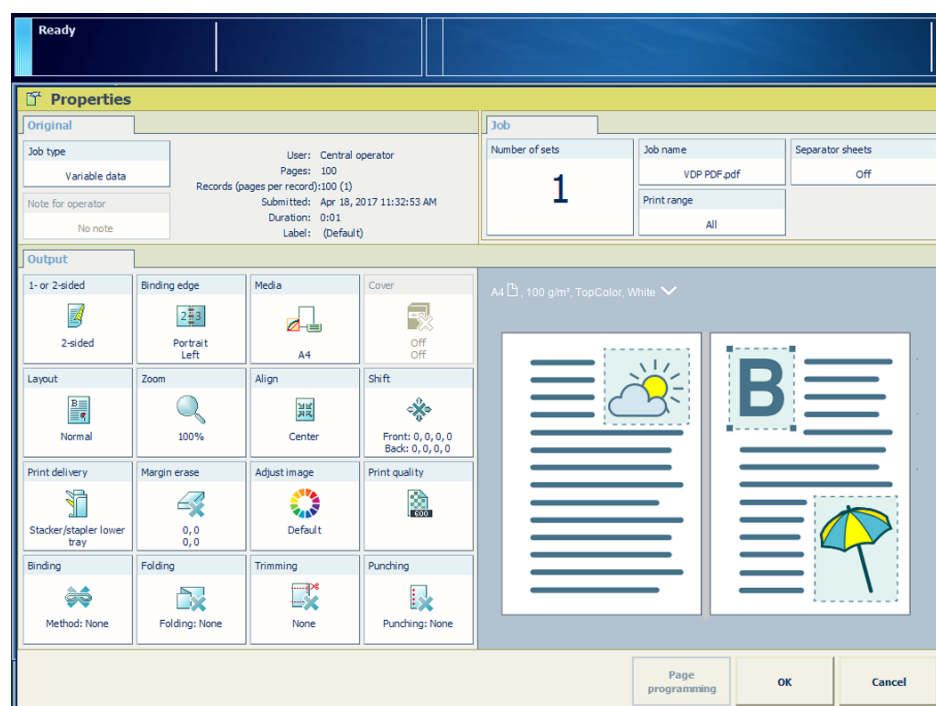 Ready
Properties
Original
Job type
Variable data
Note for operator
No note
User: Central operator
Pages: 100
Records (pages per record):100 (1)
Submitted: Apr 18, 2017 11:32:53 AM
Duration: 0:01
Label: (Default)
Job
Number of sets
1
Job name
VDP PDF.pdf
Separator sheets
Off
Print range
All
Output
1- or 2-sided
2-sided
Binding edge
2 3
Portrait
Left
Media
A4
Cover
Off
Off
Layout
B
Normal
Zoom
100%
Align
Center
Shift
Front: 0, 0, 0, 0
Back: 0, 0, 0, 0
Print delivery
Stacker/stapler lower
tray
Margin erase
0,0
0,0
Adjust image
Default
Print quality
600
Binding
Method: None
Folding
Folding: None
Trimming
None
Punching
Punching: None
A4 , 100 g/m², TopColor, White
B
Page
programming
OK
Cancel